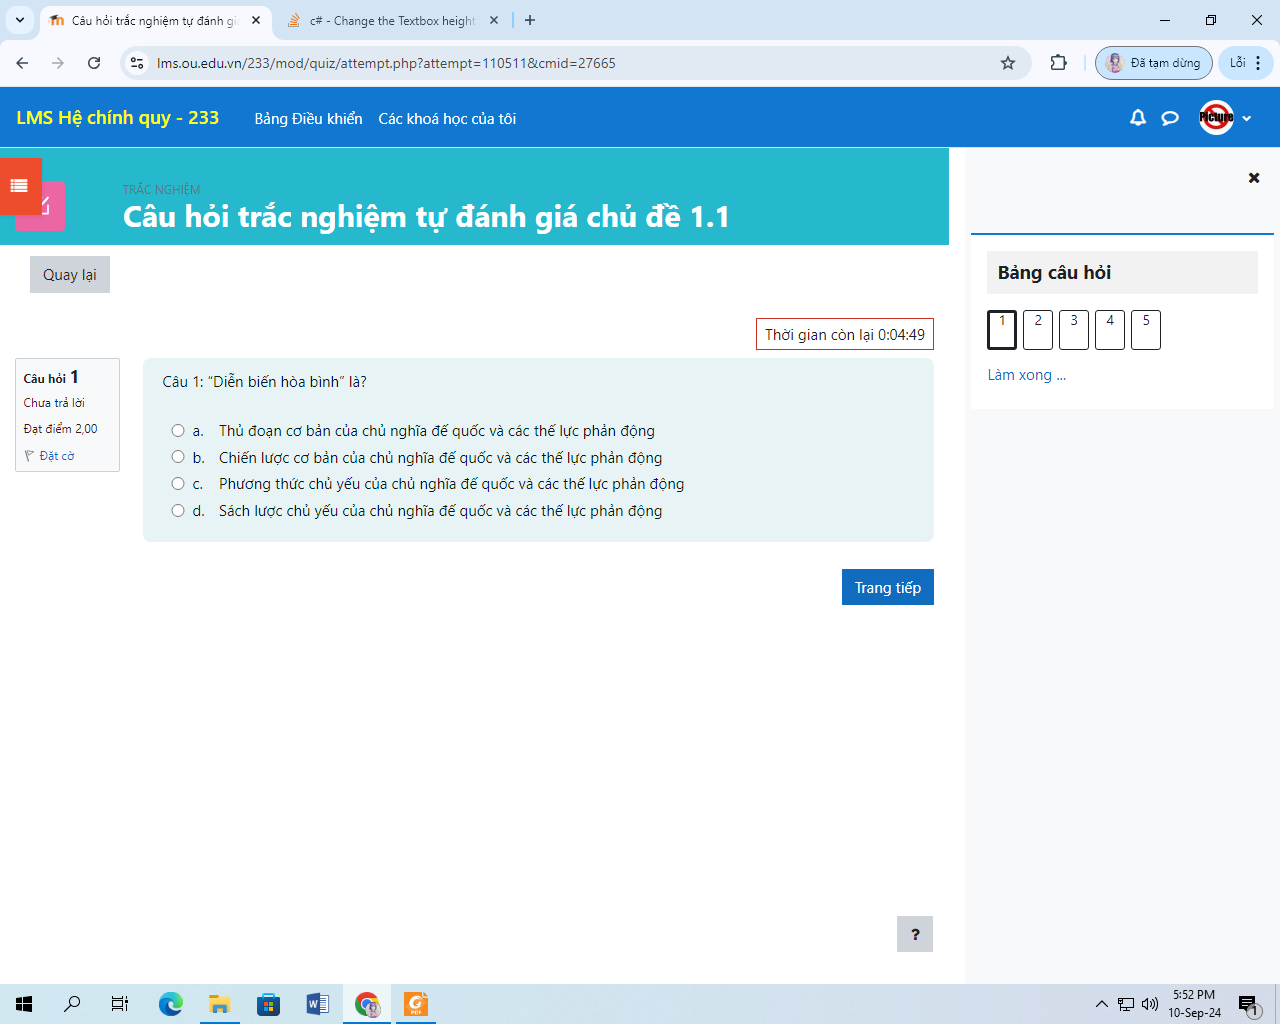 Câu hỏi trắc nghiệm tự đánh gi
c# - Change the Textbox height
lms.ou.edu.vn/233/mod/quiz/attempt.php?attempt=110511&cmid=27665
Đã tạm dừng
Lỗi
LMS Hệ chính quy - 233
Bảng Điều khiển
Các khoá học của tôi
Picture
TRẮC NGHIỆM
Câu hỏi trắc nghiệm tự đánh giá chủ đề 1.1
Quay lại
Thời gian còn lại 0:04:49
Câu hỏi 1
Chưa trả lời
Đạt điểm 2,00
Đặt cờ
Câu 1: “Diễn biến hòa bình” là?
a. Thủ đoạn cơ bản của chủ nghĩa đế quốc và các thế lực phản động
b. Chiến lược cơ bản của chủ nghĩa đế quốc và các thế lực phản động
c. Phương thức chủ yếu của chủ nghĩa đế quốc và các thế lực phản động
d. Sách lược chủ yếu của chủ nghĩa đế quốc và các thế lực phản động
Trang tiếp
Bảng câu hỏi
1 2 3 4 5
Làm xong ...
?
5:52 PM
10-Sep-24
1